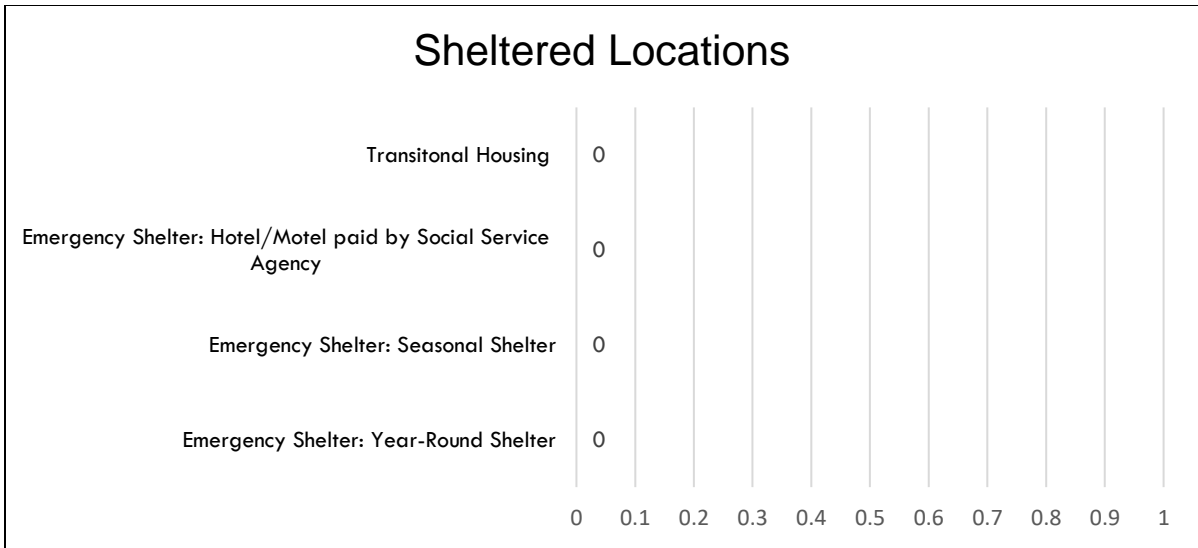 Sheltered Locations
Transitonal Housing
0
Emergency Shelter: Hotel/Motel paid by Social Service
Agency
0
Emergency Shelter: Seasonal Shelter
0
Emergency Shelter: Year-Round Shelter
0
0 0.1 0.2 0.3 0.4 0.5 0.6 0.7 0.8 0.9 1